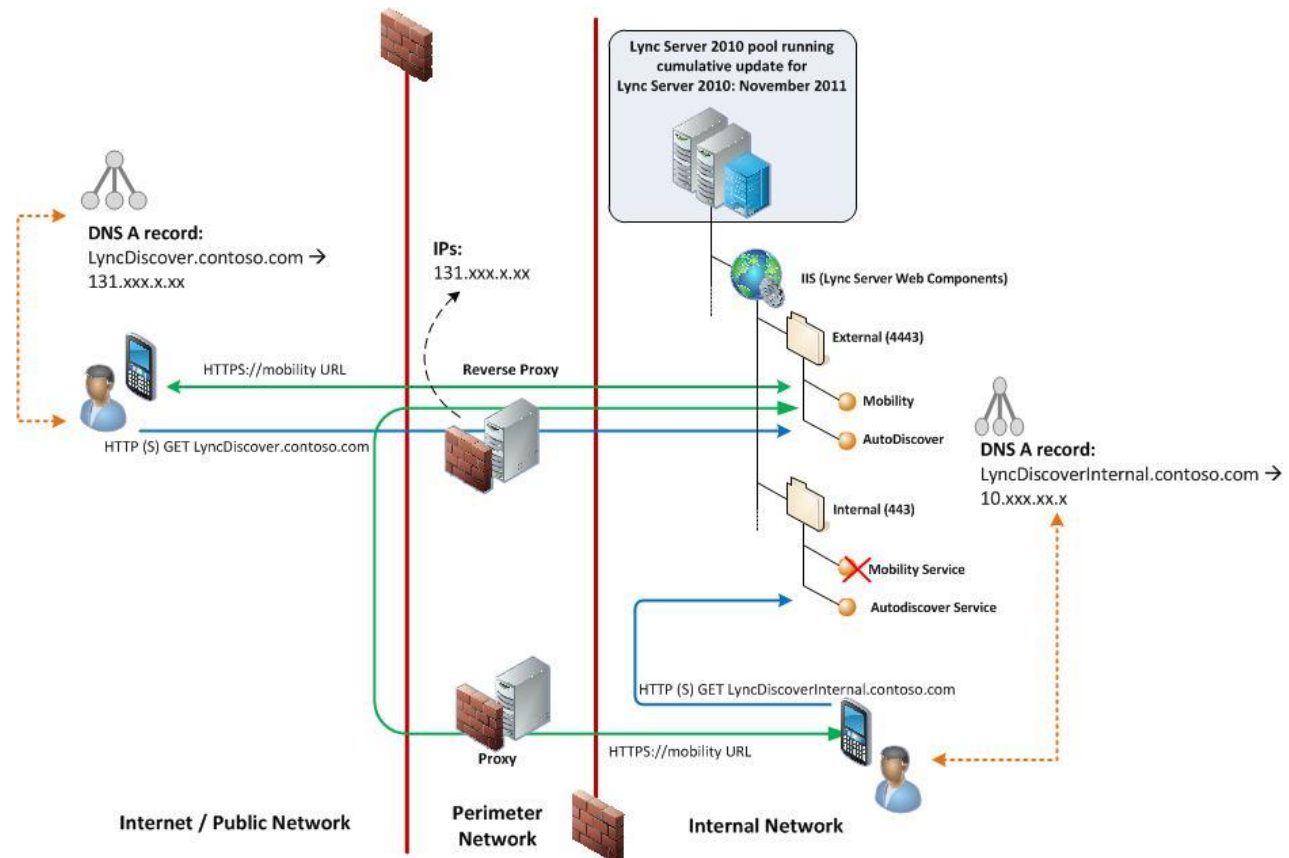 Lync Server 2010 pool running
cumulative update for
Lync Server 2010: November 2011
DNS A record:
LyncDiscover.contoso.com →
131.xxx.x.xx
IPs:
131.xxx.x.xx
IIS (Lync Server Web Components)
External (4443)
HTTPS://mobility URL
Reverse Proxy
Mobility
HTTP (S) GET LyncDiscover.contoso.com
AutoDiscover
DNS A record:
LyncDiscoverInternal.contoso.com →
10.xxx.xx.x
Internal (443)
Mobility Service
Autodiscover Service
HTTP (S) GET LyncDiscoverInternal.contoso.com
Proxy
HTTPS://mobility URL
Internet / Public Network
Perimeter
Network
Internal Network